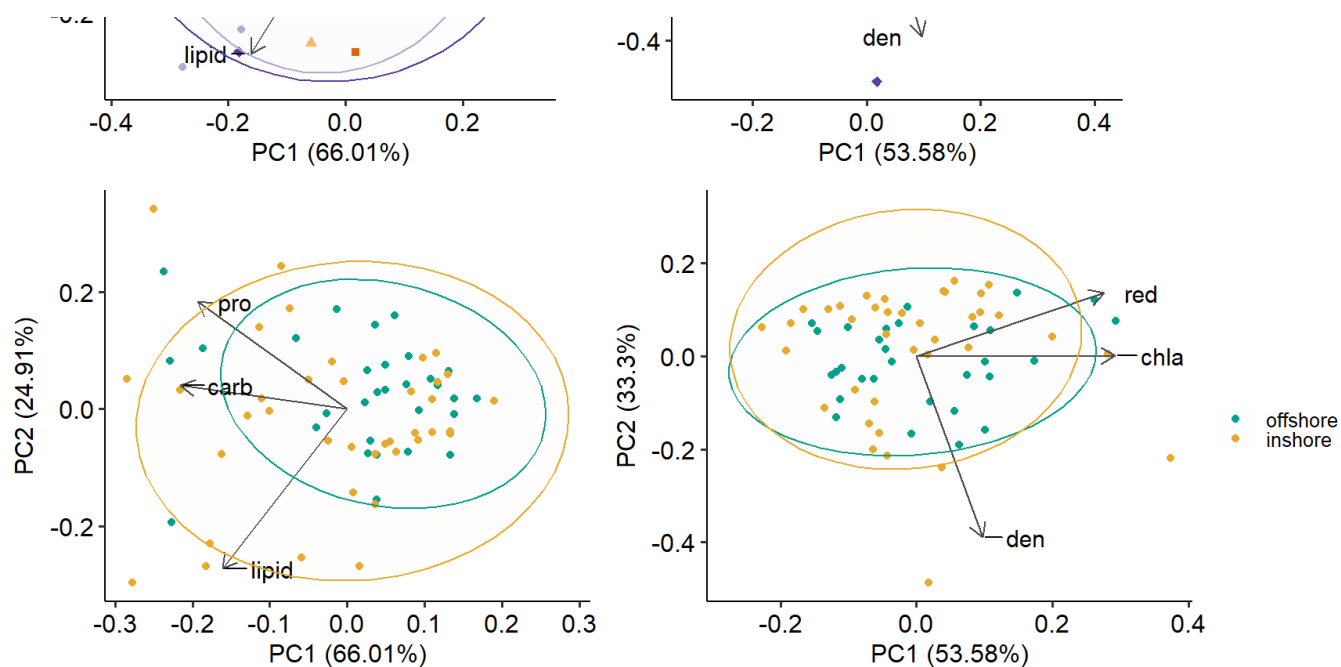 -0.2
lipid
-0.4 -0.2 0.0 0.2
PC1 (66.01%)
-0.4
den
-0.2 0.0 0.2 0.4
PC1 (53.58%)
PC2 (24.91%)
0.2
0.0
-0.2
pro
carb
lipid
-0.3 -0.2 -0.1 0.0 0.1 0.2 0.3
PC1 (66.01%)
PC2 (33.3%)
0.2
0.0
-0.2
-0.4
red
chla
den
-0.2 0.0 0.2 0.4
PC1 (53.58%)
offshore
inshore